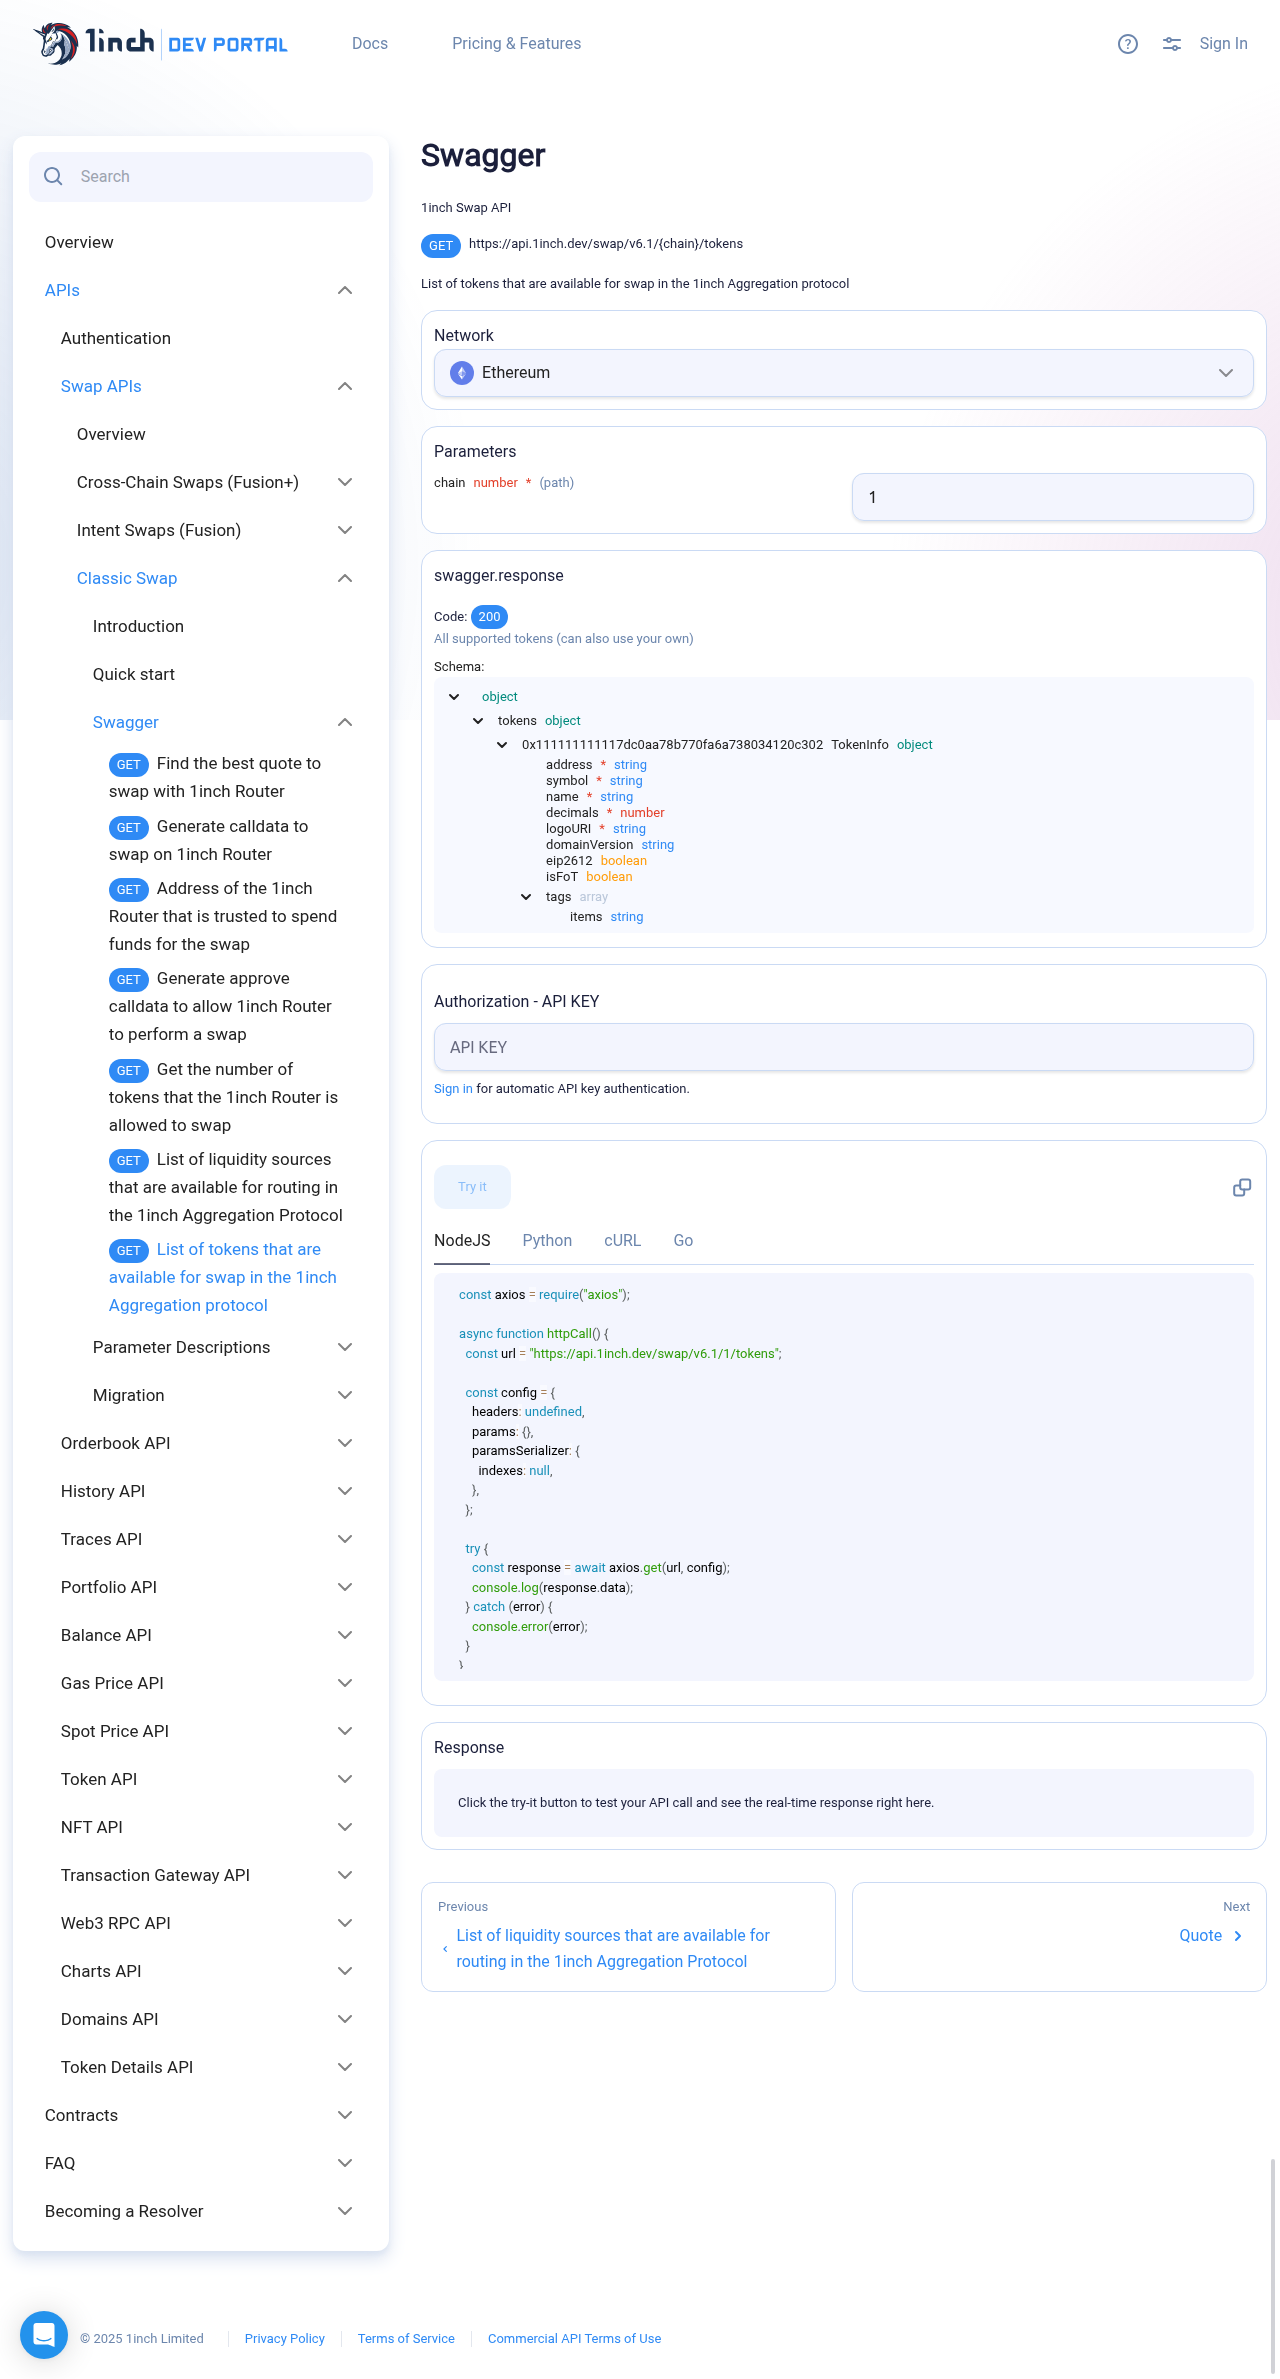 1inch DEV PORTAL
Docs
Pricing & Features
Sign In
Search
Overview
APIs
Authentication
Swap APIs
Overview
Cross-Chain Swaps (Fusion+)
Intent Swaps (Fusion)
Classic Swap
Introduction
Quick start
Swagger
GET Find the best quote to
swap with 1inch Router
GET Generate calldata to
swap on 1inch Router
GET Address of the 1inch
Router that is trusted to spend
funds for the swap
GET Generate approve
calldata to allow 1inch Router
to perform a swap
GET Get the number of
tokens that the 1inch Router is
allowed to swap
GET List of liquidity sources
that are available for routing in
the 1inch Aggregation Protocol
GET List of tokens that are
available for swap in the 1inch
Aggregation protocol
Parameter Descriptions
Migration
Orderbook API
History API
Traces API
Portfolio API
Balance API
Gas Price API
Spot Price API
Token API
NFT API
Transaction Gateway API
Web3 RPC API
Charts API
Domains API
Token Details API
Contracts
FAQ
Becoming a Resolver
Swagger
1inch Swap API
GET https://api.1inch.dev/swap/v6.1/{chain}/tokens
List of tokens that are available for swap in the 1inch Aggregation protocol
Network
Ethereum
Parameters
chain number * (path)
1
swagger.response
Code: 200
All supported tokens (can also use your own)
Schema:
object
tokens object
0x111111111117dc0aa78b770fa6a738034120c302 TokenInfo object
address * string
symbol * string
name * string
decimals * number
logoURI * string
domainVersion string
eip2612 boolean
isFoT boolean
tags array
items string
Authorization - API KEY
API KEY
Sign in for automatic API key authentication.
Try it
NodeJS Python cURL Go
const axios = require("axios");
async function httpCall() {
const url = "https://api.1inch.dev/swap/v6.1/1/tokens";
const config = {
headers: undefined,
params: {},
paramsSerializer: {
indexes: null,
},
};
try {
const response = await axios.get(url, config);
console.log(response.data);
} catch (error) {
console.error(error);
}
}
Response
Click the try-it button to test your API call and see the real-time response right here.
Previous
List of liquidity sources that are available for
routing in the 1inch Aggregation Protocol
Next
Quote
© 2025 1inch Limited
Privacy Policy
Terms of Service
Commercial API Terms of Use